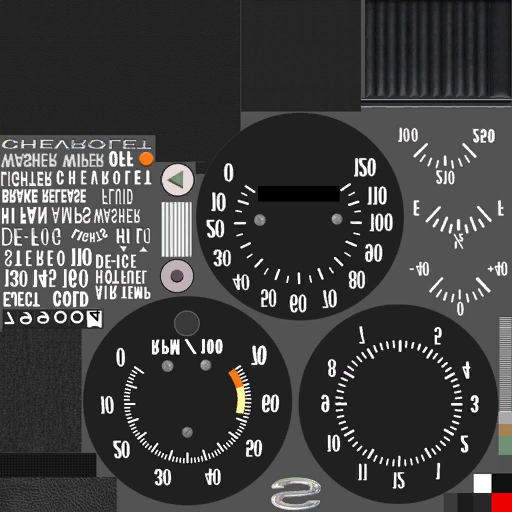 CHEVROLET
WASHER WIPER OFF
LIGHTER CHEVROLET
BRAKE RELEASE FLUID
HI FAN AMPS WASHER
DE-FOG LIGHTS HI LO
STEREO 110 DE-ICE
130 145 160 HOT FUEL
EJECT COLD AIR TEMP
79900
0 10 20 30 40 50 60 70 80 90 100 110 120
100 210 250
E F
-40 0 +40
RPM / 100
0 10 20 30 40 50 60 70
1 2 3 4 5 7 8 9 10 11 12 1
S